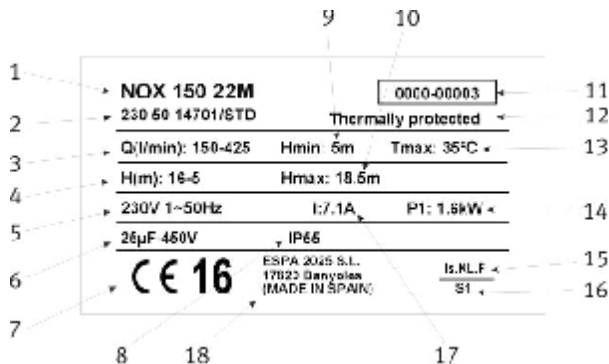 9 10
1 NOX 150 22M 0000-00003 11
2 230 50 14701/STD Thermally protected 12
3 Q(l/min): 150-425 Hmin: 5m Tmax: 35ºC 13
4 H(m): 16-5 Hmax: 18.5m
5 230V 1~50Hz I:7.1A P1: 1.6kW 14
6 25µF 450V IP55
7 CE 16 ESPA 2025 S.L.
17820 Banyoles
(MADE IN SPAIN) Is.KL.F 15
S1 16
8 18 17